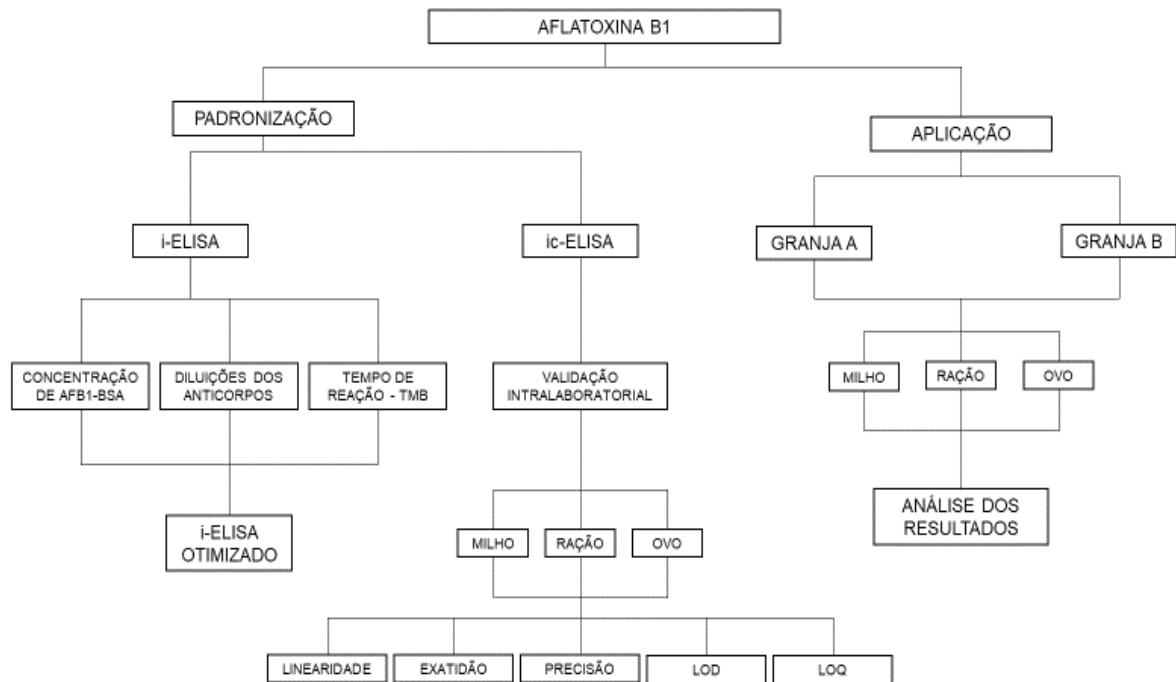 AFLATOXINA B1
PADRONIZAÇÃO
APLICAÇÃO
i-ELISA
ic-ELISA
GRANJA A
GRANJA B
CONCENTRAÇÃO
DE AFB1-BSA
DILUIÇÕES DOS
ANTICORPOS
TEMPO DE
REAÇÃO - TMB
VALIDAÇÃO
INTRALABORATORIAL
MILHO
RAÇÃO
OVO
i-ELISA
OTIMIZADO
MILHO
RAÇÃO
OVO
ANÁLISE DOS
RESULTADOS
LINEARIDADE
EXATIDÃO
PRECISÃO
LOD
LOQ